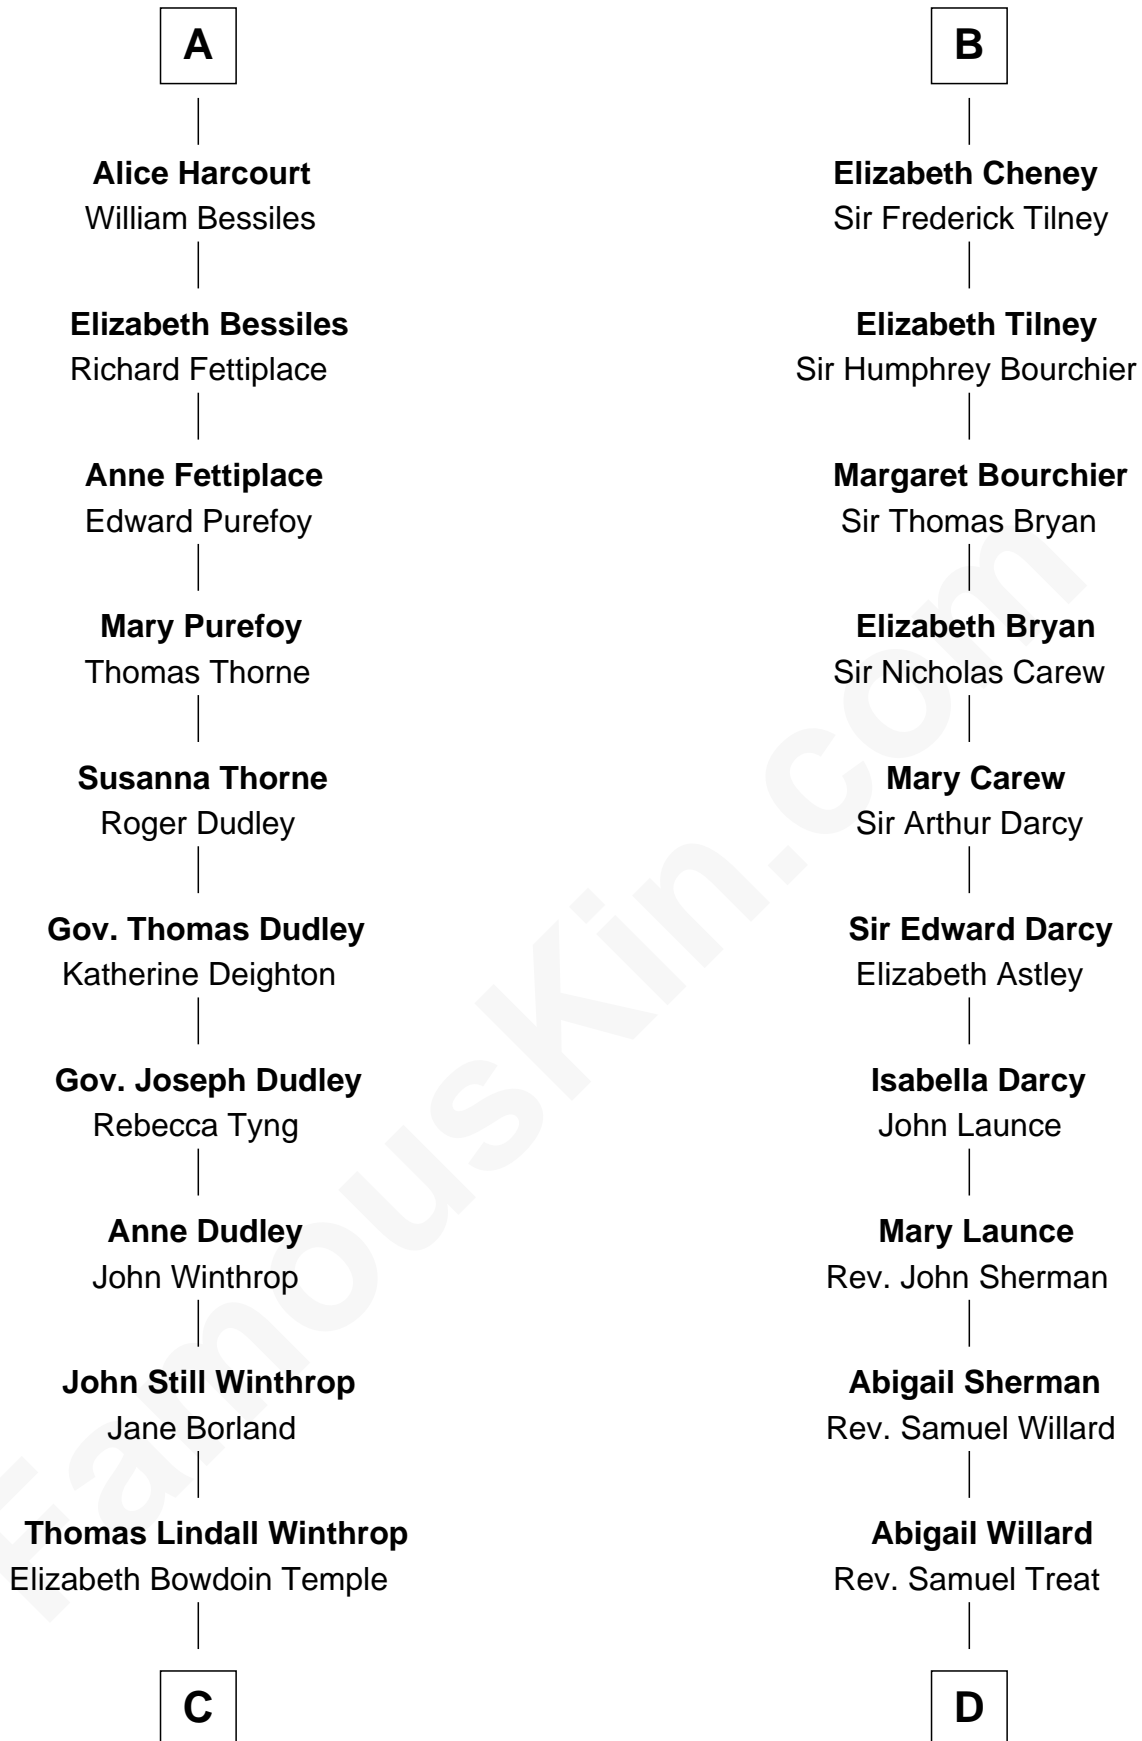 A
Alice Harcourt
William Bessiles
Elizabeth Bessiles
Richard Fettiplace
Anne Fettiplace
Edward Purefoy
Mary Purefoy
Thomas Thorne
Susanna Thorne
Roger Dudley
Gov. Thomas Dudley
Katherine Deighton
Gov. Joseph Dudley
Rebecca Tyng
Anne Dudley
John Winthrop
John Still Winthrop
Jane Borland
Thomas Lindall Winthrop
Elizabeth Bowdoin Temple
C
B
Elizabeth Cheney
Sir Frederick Tilney
Elizabeth Tilney
Sir Humphrey Bourchier
Margaret Bourchier
Sir Thomas Bryan
Elizabeth Bryan
Sir Nicholas Carew
Mary Carew
Sir Arthur Darcy
Sir Edward Darcy
Elizabeth Astley
Isabella Darcy
John Launce
Mary Launce
Rev. John Sherman
Abigail Sherman
Rev. Samuel Willard
Abigail Willard
Rev. Samuel Treat
D
FamousKin.com